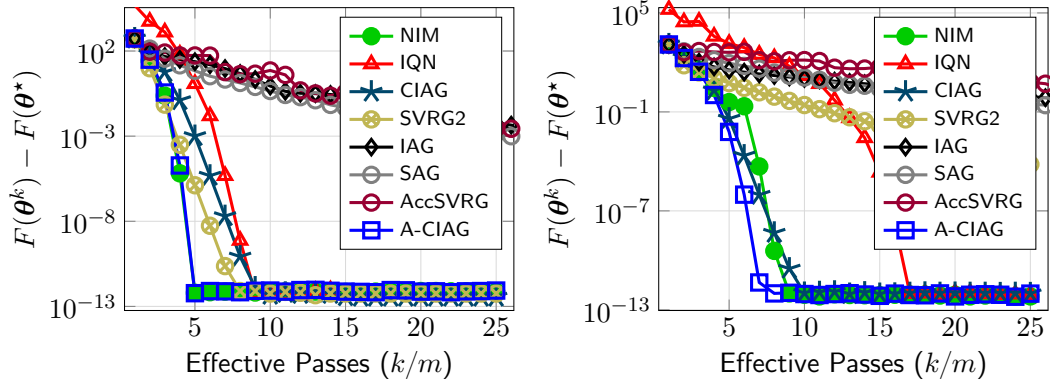 F(θ^k) − F(θ^⋆)
10^2
10^−3
10^−8
10^−13
5
10
15
20
25
Effective Passes (k/m)
NIM
IQN
CIAG
SVRG2
IAG
SAG
AccSVRG
A-CIAG
F(θ^k) − F(θ^⋆)
10^5
10^−1
10^−7
10^−13
5
10
15
20
25
Effective Passes (k/m)
NIM
IQN
CIAG
SVRG2
IAG
SAG
AccSVRG
A-CIAG